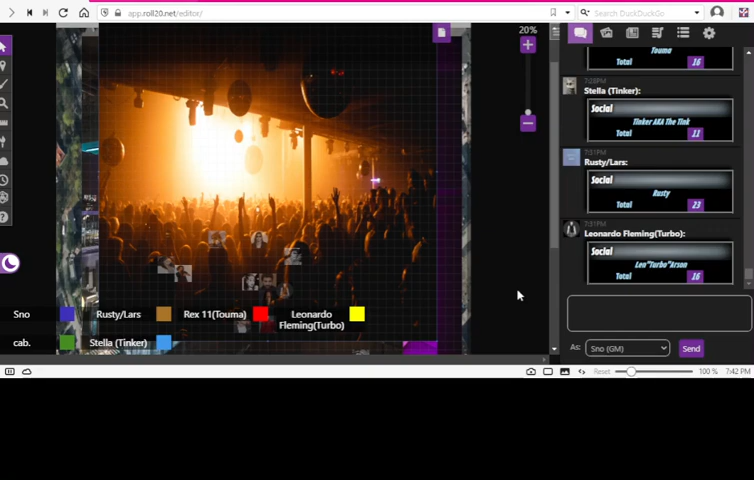 app.roll20.net/editor/
Search DuckDuckGo
20%
Touma
Total 16
7:23PM
Stella (Tinker):
Social
Tinker AKA The Tink
Total 11
7:31PM
Rusty/Lars:
Social
Rusty
Total 23
7:31PM
Leonardo Fleming(Turbo):
Social
Len"Turbo"Arson
Total 16
Sno
Rusty/Lars
Rex 11(Touma)
Leonardo
Fleming(Turbo)
cab.
Stella (Tinker)
As: Sno (GM) Send
Reset 100 % 7:42 PM